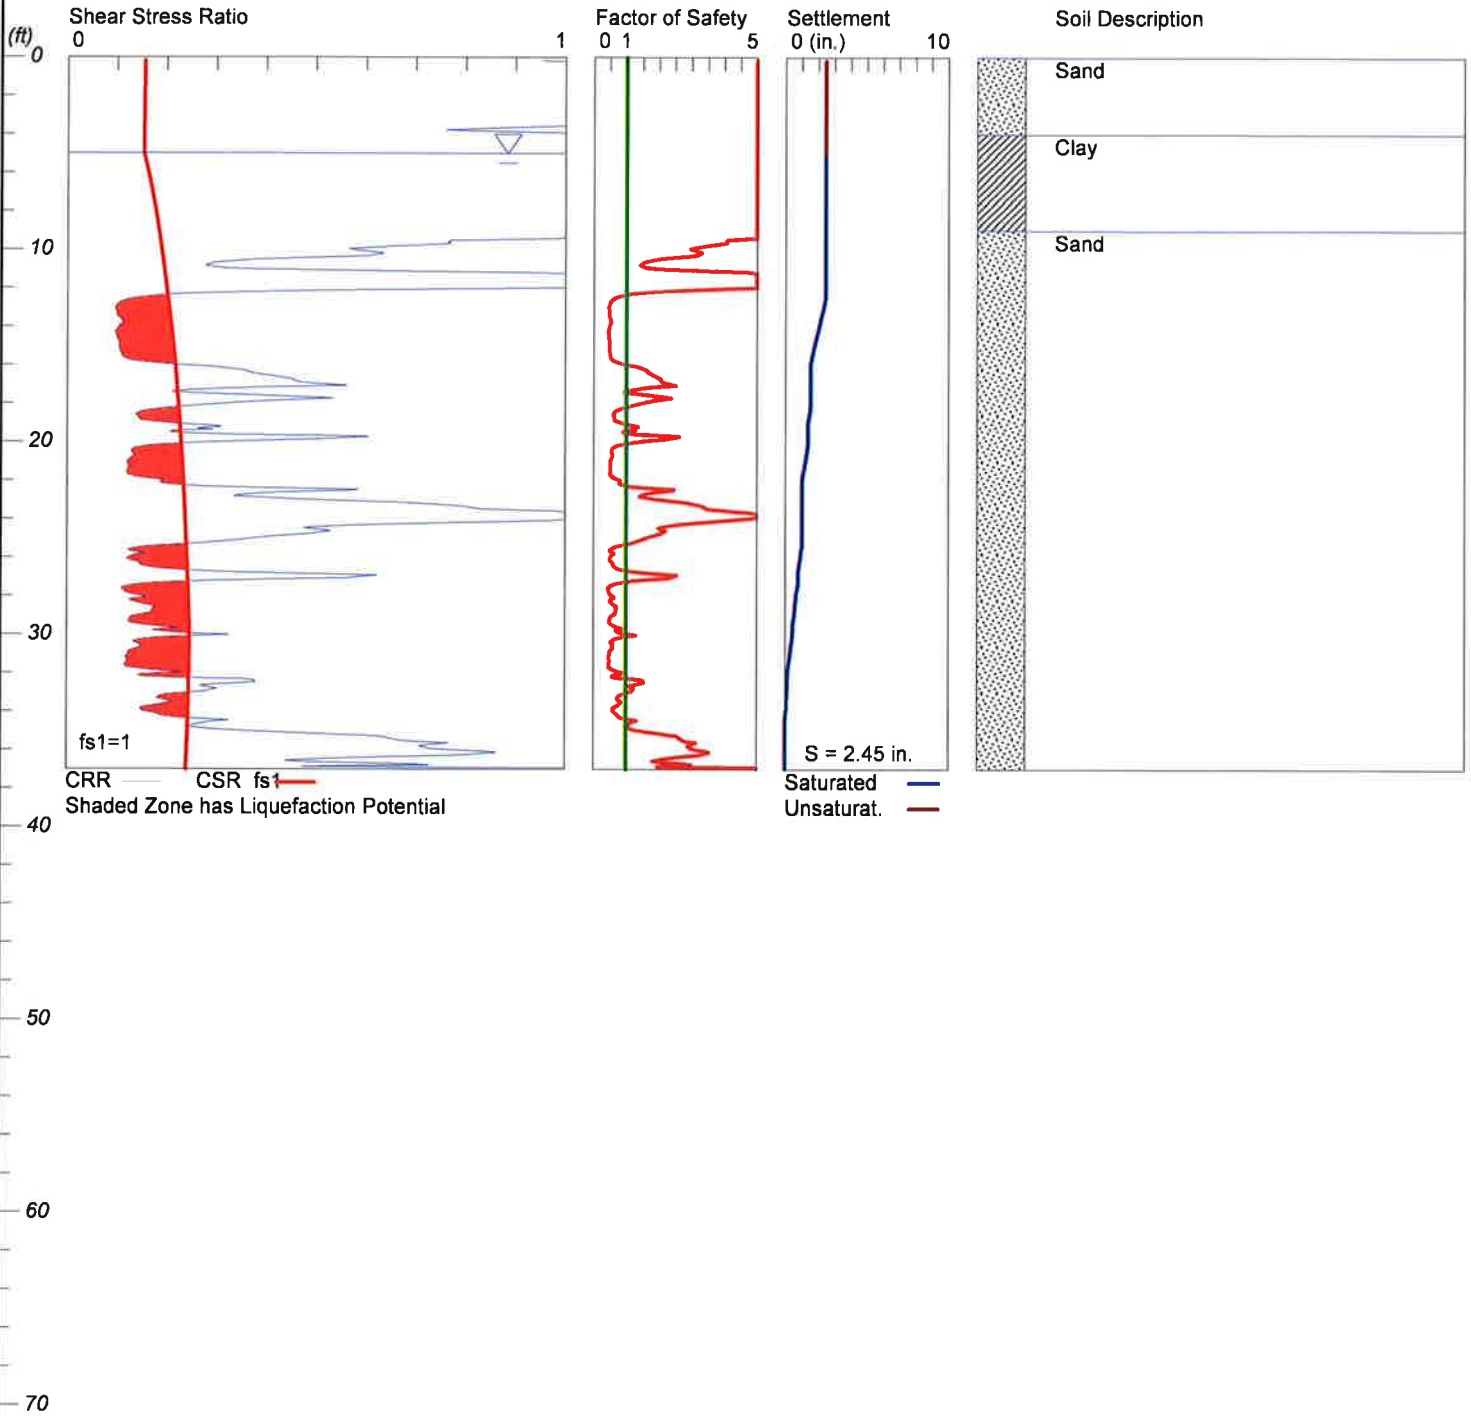 Shear Stress Ratio Factor of Safety Settlement Soil Description
(ft) 0 1 0 1 5 0 (in.) 10
0
Sand
Clay
10 Sand
20
30
fs1=1 S = 2.45 in.
CRR CSR fs1 Saturated
Shaded Zone has Liquefaction Potential Unsaturat.
40
50
60
70